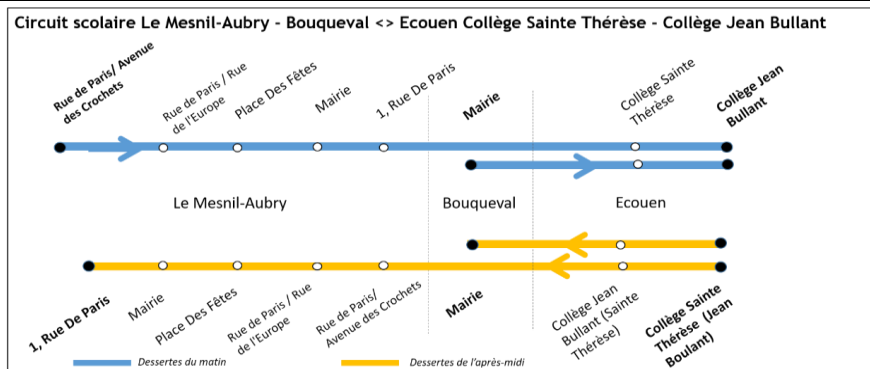 Circuit scolaire Le Mesnil-Aubry - Bouqueval <> Ecouen Collège Sainte Thérèse - Collège Jean Bullant
Rue de Paris/ Avenue
des Crochets
Rue de Paris / Rue
de l'Europe
Place Des Fêtes
Mairie
1, Rue De Paris
Mairie
Collège Sainte
Thérèse
Collège Jean
Bullant
Le Mesnil-Aubry
Bouqueval
Ecouen
1, Rue De Paris
Mairie
Place Des Fêtes
Rue de Paris / Rue
de l'Europe
Rue de Paris/
Avenue des Crochets
Mairie
Collège Jean
Bullant (Sainte
Thérèse)
Collège Sainte
Thérèse (Jean
Boulant)
Dessertes du matin
Dessertes de l'après-midi